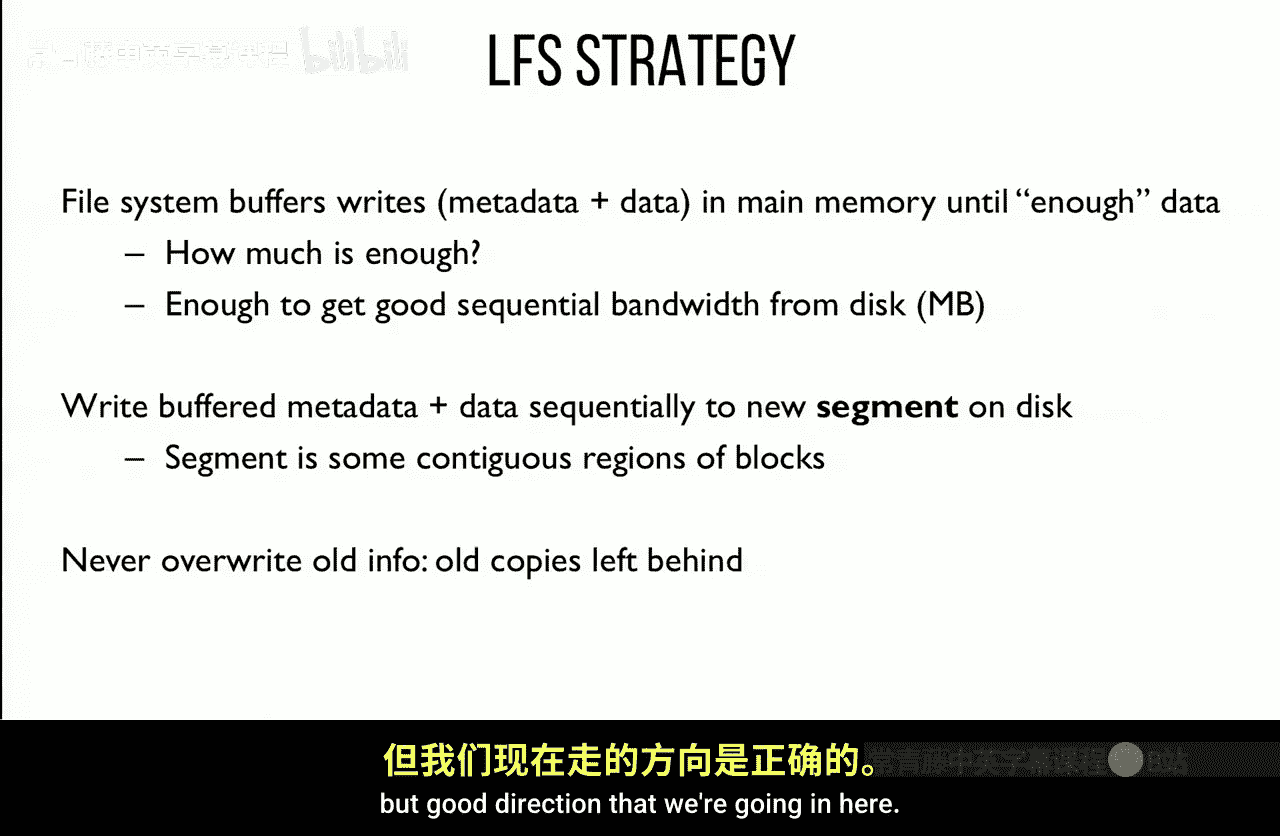 bilibili
LFS STRATEGY
File system buffers writes (metadata + data) in main memory until “enough” data
– How much is enough?
– Enough to get good sequential bandwidth from disk (MB)
Write buffered metadata + data sequentially to new segment on disk
– Segment is some contiguous regions of blocks
Never overwrite old info: old copies left behind
但我们现在走的方向是正确的。
but good direction that we're going in here.